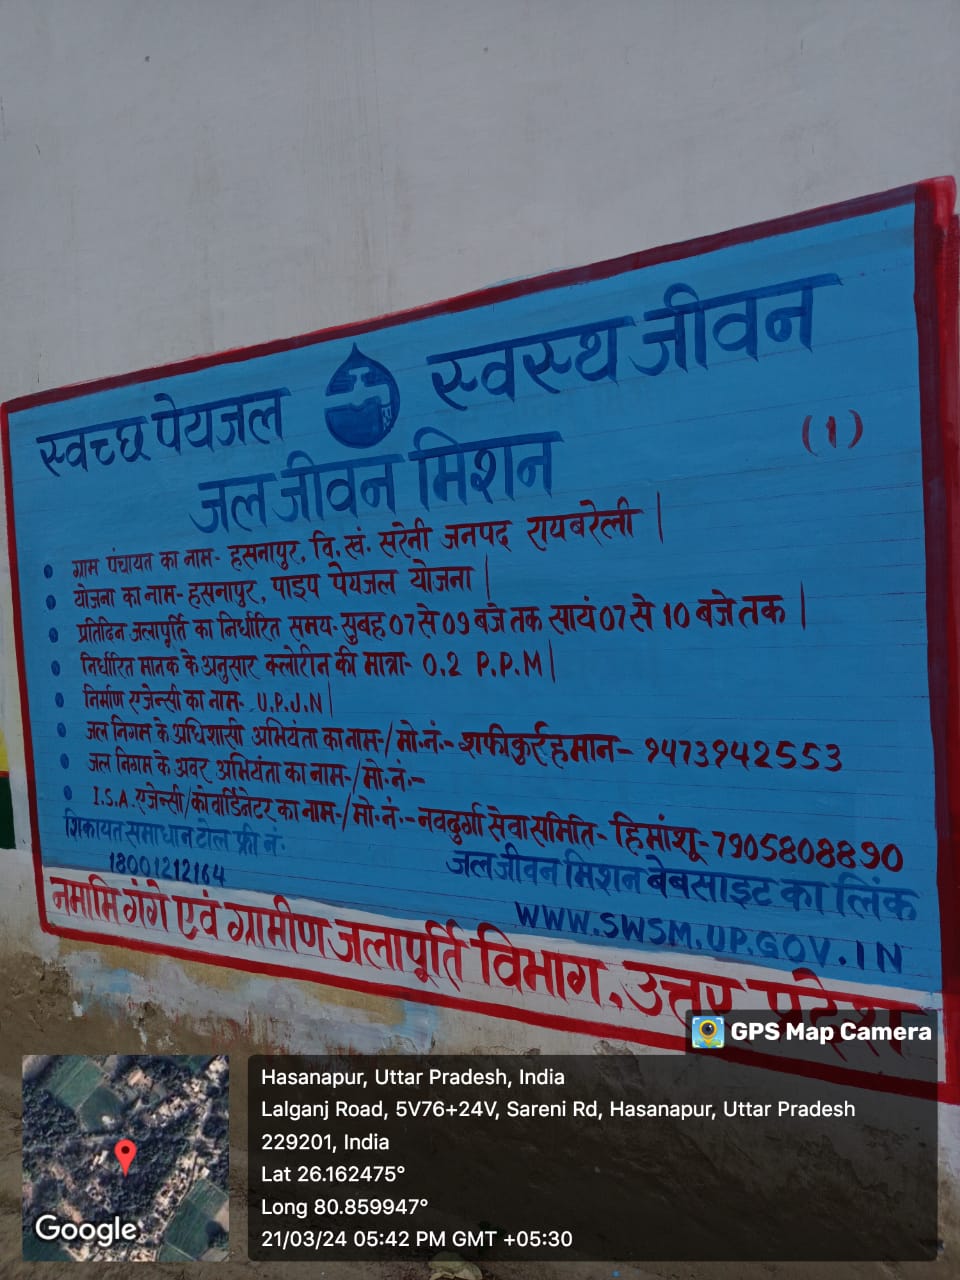 स्वच्छ पेयजल स्वस्थ जीवन
जल जीवन मिशन
(1)
• ग्राम पंचायत का नाम- हसनापुर, वि. खं. सरेनी जनपद रायबरेली |
• योजना का नाम- हसनापुर, पाइप पेयजल योजना |
• प्रतिदिन जलापूर्ति का निर्धारित समय- सुबह 07 से 09 बजे तक सायं 07 से 10 बजे तक |
• निर्धारित मानक के अनुसार क्लोरीन की मात्रा- 0.2 P.P.M |
• निर्माण एजेन्सी का नाम- U.P.J.N |
• जल निगम के अधिशासी अभियंता का नाम-/मो.नं.- शफीकुर्रहमान- ९473९42553
• जल निगम के अवर अभियंता का नाम-/मो.नं.-
• I.S.A. एजेन्सी/कोवार्डिनेटर का नाम-/मो.नं.- नवदुर्गा सेवा समिति- हिमांशू- 7905808890
शिकायत समाधान टोल फ्री नं.
18001212164
जल जीवन मिशन बेबसाइट का लिंक
WWW.SWSM.UP.GOV.IN
नमामि गंगे एवं ग्रामीण जलापूर्ति विभाग, उत्तर प्रदेश
GPS Map Camera
Hasanapur, Uttar Pradesh, India
Lalganj Road, 5V76+24V, Sareni Rd, Hasanapur, Uttar Pradesh
229201, India
Lat 26.162475°
Long 80.859947°
21/03/24 05:42 PM GMT +05:30
Google